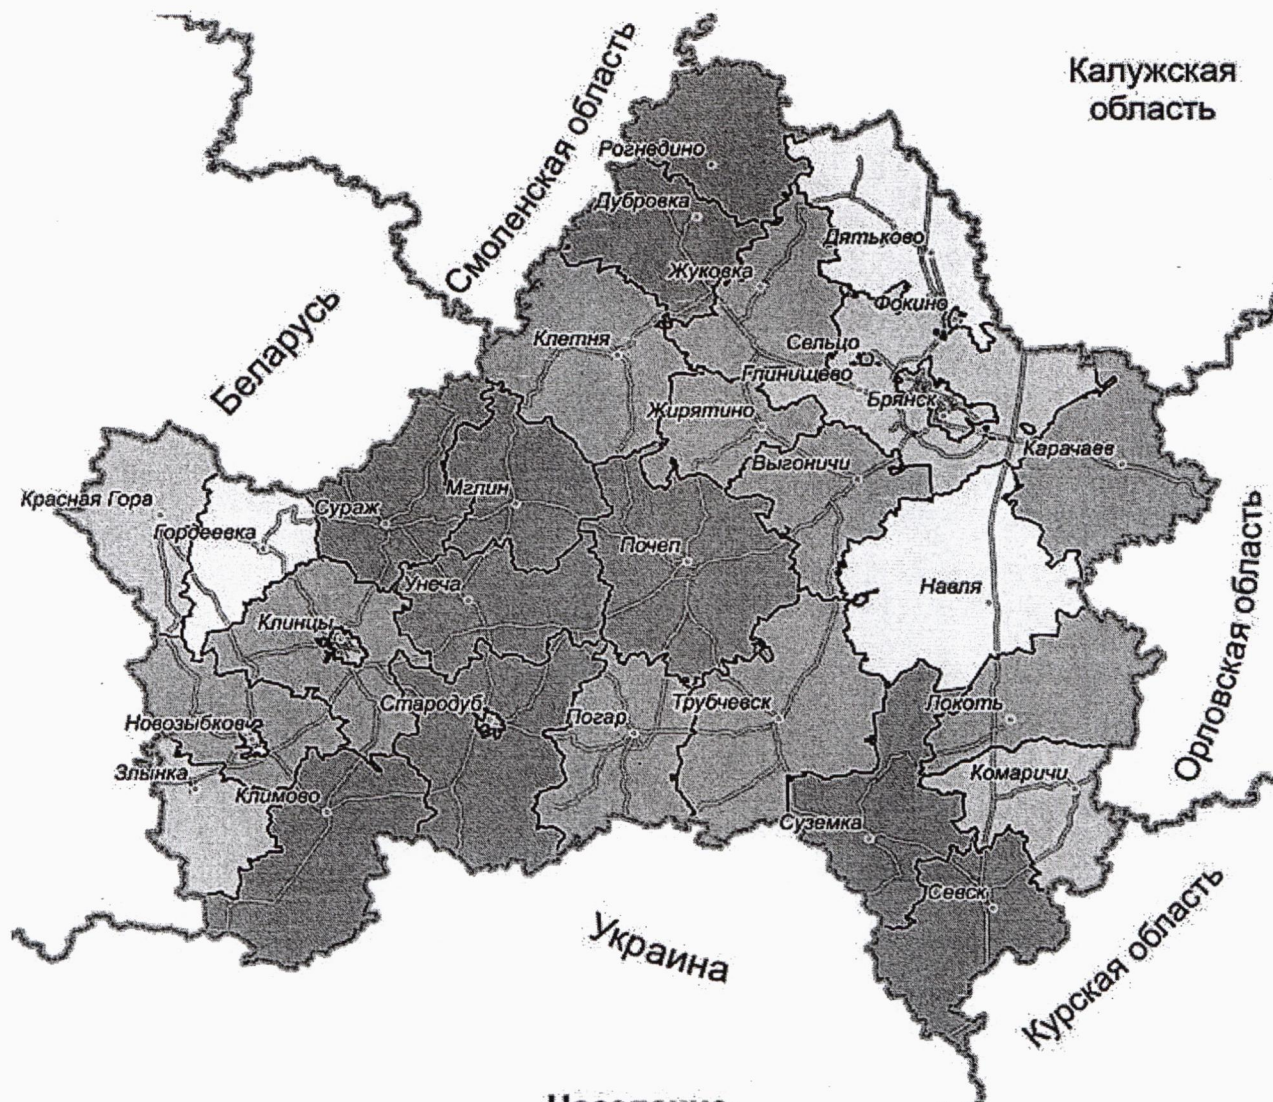 Калужская
область
Смоленская область
Рогнедино
Дубровка
Дятьково
Жуковка
Фокино
Беларусь
Клетня
Сельцо
Глинищево
Брянск
Жирятино
Карачаев
Выгоничи
Красная Гора
Мглин
Сураж
Гордеевка
Почеп
Унеча
Навля
Орловская область
Клинцы
Стародуб
Погар
Трубчевск
Локоть
Новозыбков
Злынка
Климово
Комаричи
Суземка
Севск
Украина
Курская область